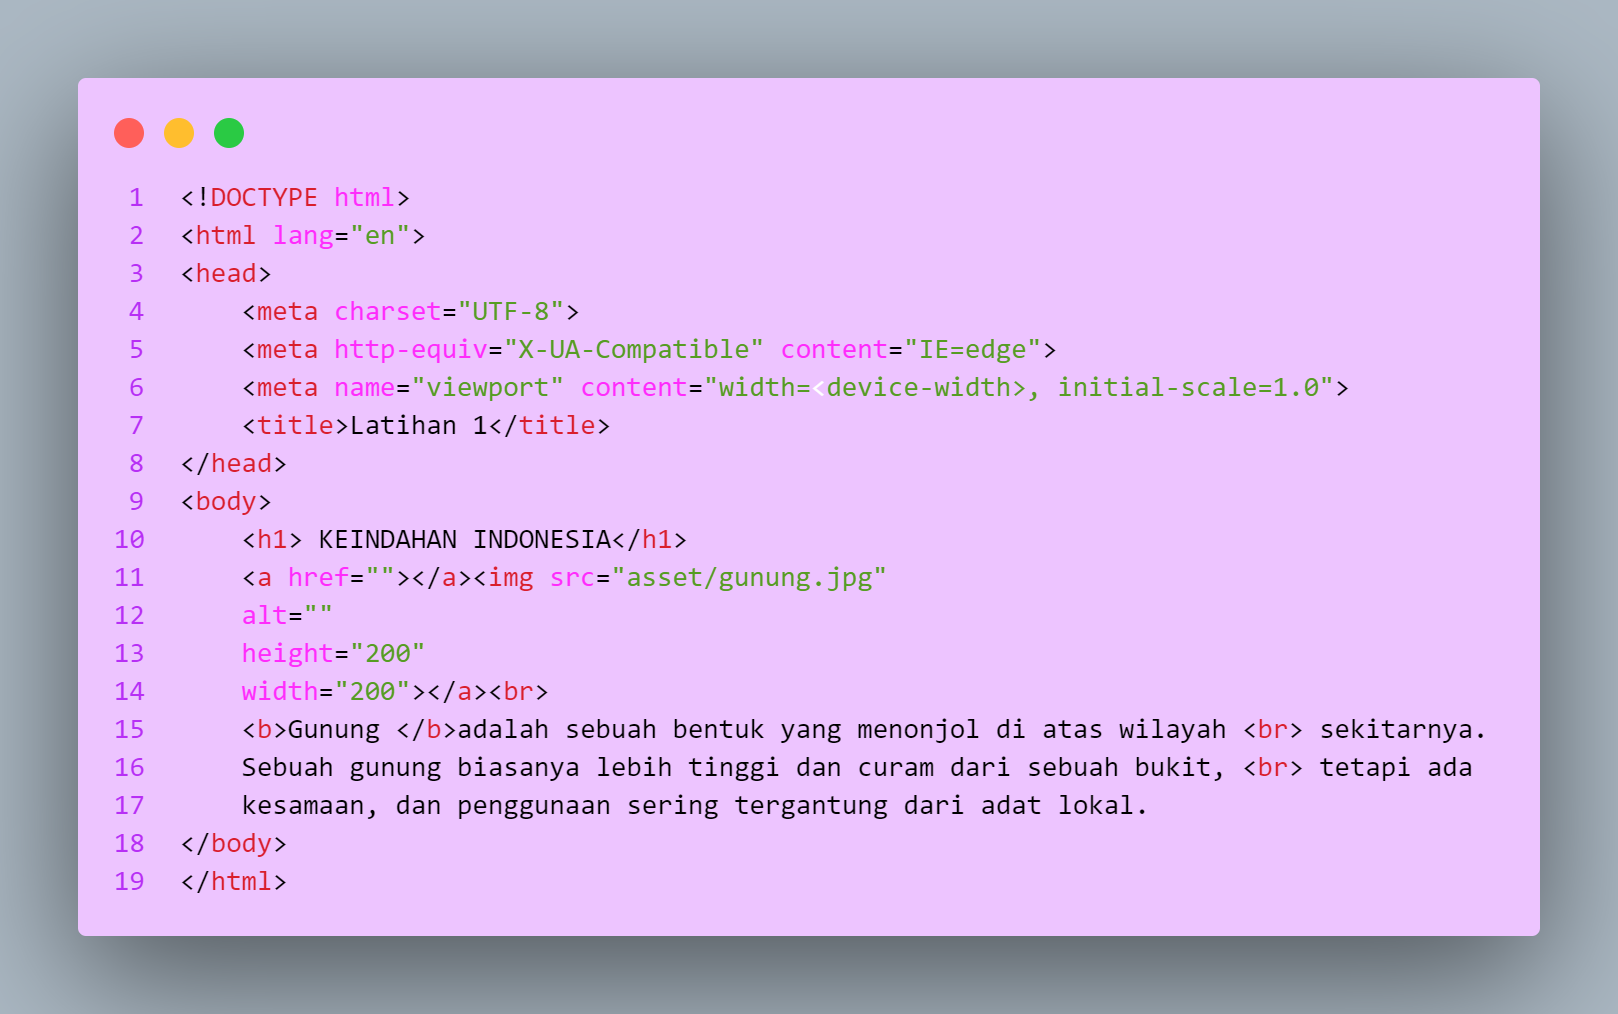 1 <!DOCTYPE html>
2 <html lang="en">
3 <head>
4     <meta charset="UTF-8">
5     <meta http-equiv="X-UA-Compatible" content="IE=edge">
6     <meta name="viewport" content="width=<device-width>, initial-scale=1.0">
7     <title>Latihan 1</title>
8 </head>
9 <body>
10     <h1> KEINDAHAN INDONESIA</h1>
11     <a href=""></a><img src="asset/gunung.jpg"
12     alt=""
13     height="200"
14     width="200"></a><br>
15     <b>Gunung </b>adalah sebuah bentuk yang menonjol di atas wilayah <br> sekitarnya.
16     Sebuah gunung biasanya lebih tinggi dan curam dari sebuah bukit, <br> tetapi ada
17     kesamaan, dan penggunaan sering tergantung dari adat lokal.
18 </body>
19 </html>